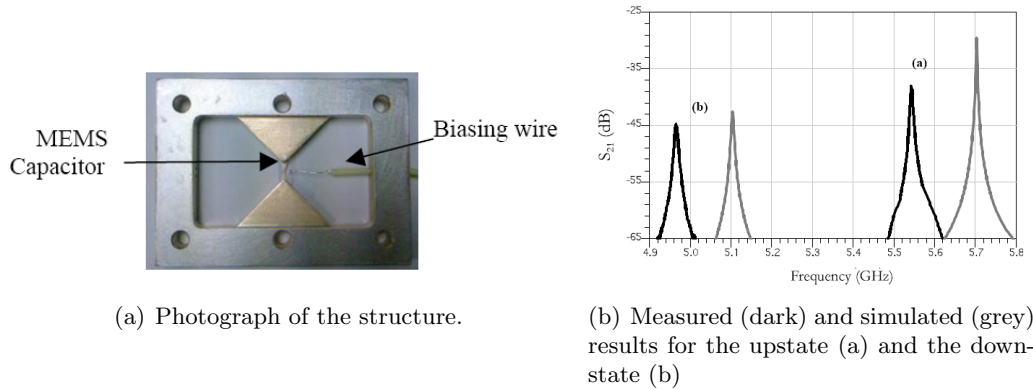 MEMS
Capacitor
Biasing wire
(a) Photograph of the structure.
-25
-35
-45
-55
-65
S21 (dB)
(a)
(b)
4.9 5.0 5.1 5.2 5.3 5.4 5.5 5.6 5.7 5.8
Frequency (GHz)
(b) Measured (dark) and simulated (grey)
results for the upstate (a) and the down-
state (b)